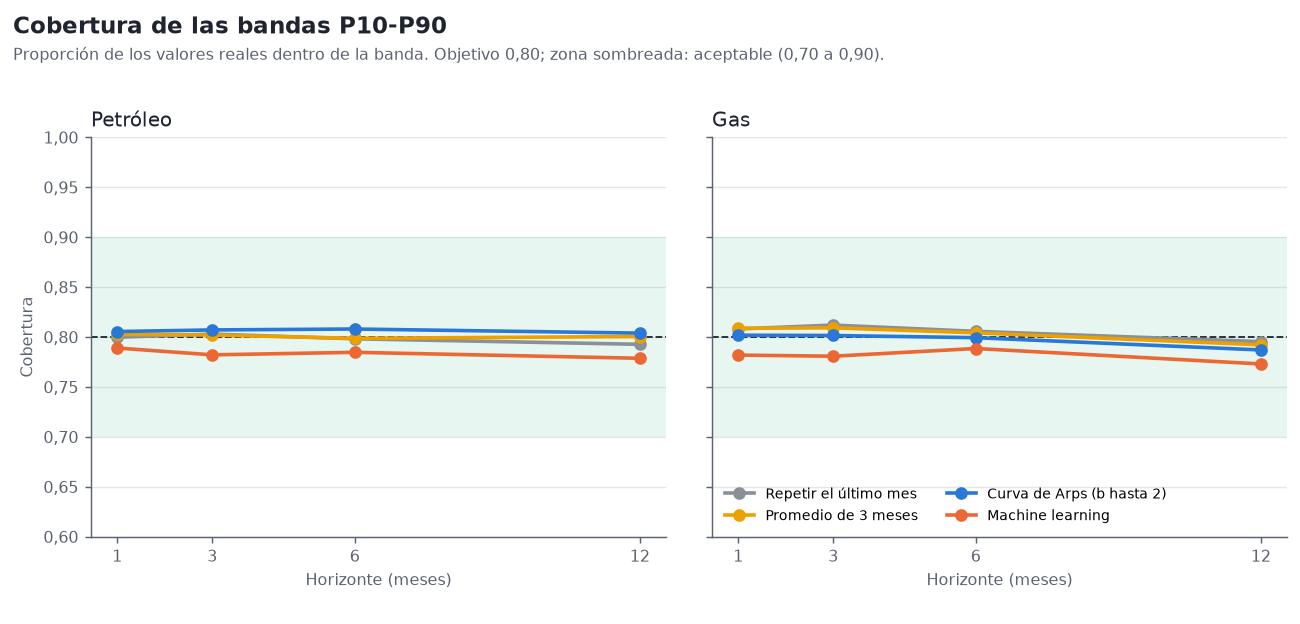 Cobertura de las bandas P10-P90
Proporción de los valores reales dentro de la banda. Objetivo 0,80; zona sombreada: aceptable (0,70 a 0,90).
Petróleo
Gas
1,00
0,95
0,90
0,85
0,80
0,75
0,70
0,65
0,60
Cobertura
1 3 6 12
Horizonte (meses)
Repetir el último mes
Promedio de 3 meses
Curva de Arps (b hasta 2)
Machine learning
1 3 6 12
Horizonte (meses)